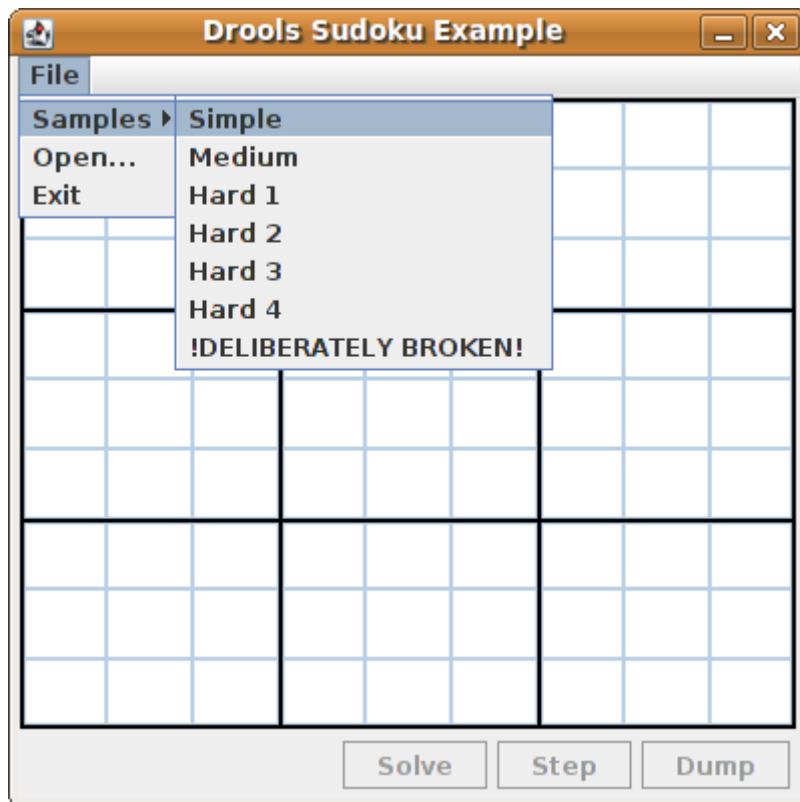 Drools Sudoku Example
File
Samples Simple
Open... Medium
Exit Hard 1
Hard 2
Hard 3
Hard 4
!DELIBERATELY BROKEN!
Solve Step Dump